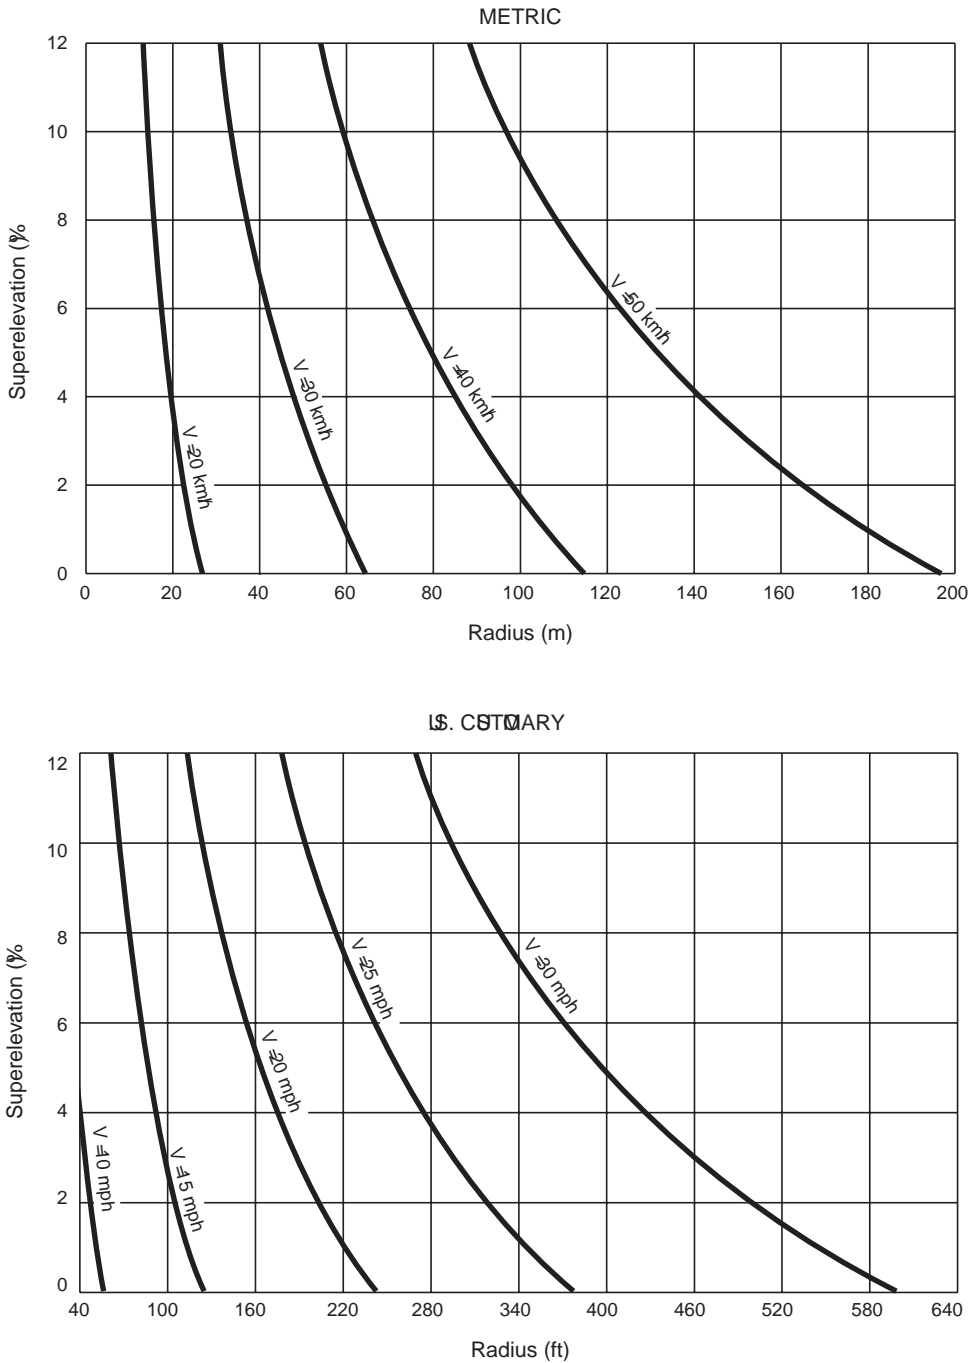 METRIC
12
10
8
6
4
2
0
Superelevation (%
V =20 km/h
V =30 km/h
V =40 km/h
V =50 km/h
0 20 40 60 80 100 120 140 160 180 200
Radius (m)
U.S. CUSTOMARY
12
10
8
6
4
2
0
Superelevation (%
V =10 mph
V =15 mph
V =20 mph
V =25 mph
V =30 mph
40 100 160 220 280 340 400 460 520 580 640
Radius (ft)